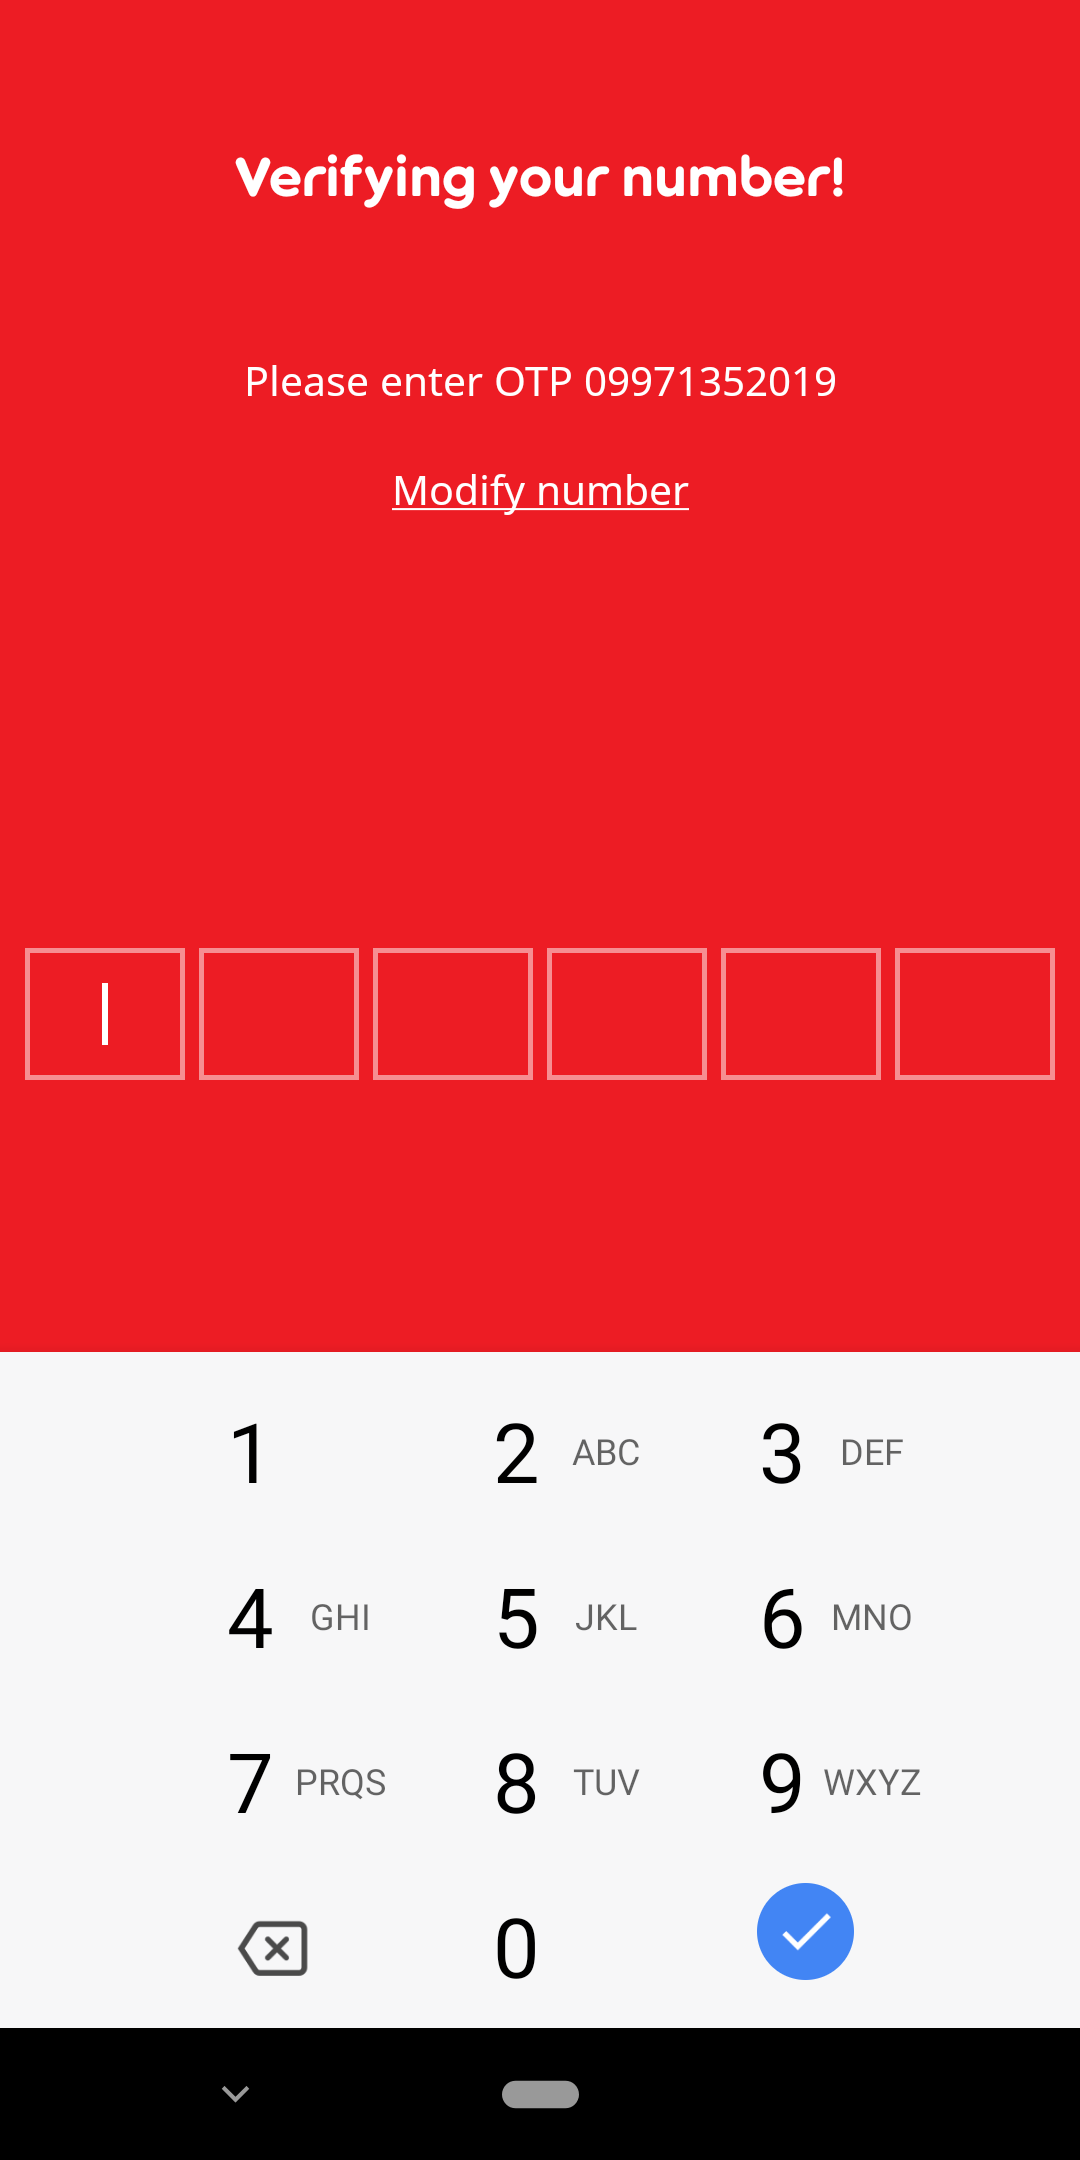 Verifying your number!
Please enter OTP 09971352019
Modify number
1
2 ABC
3 DEF
4 GHI
5 JKL
6 MNO
7 PRQS
8 TUV
9 WXYZ
0